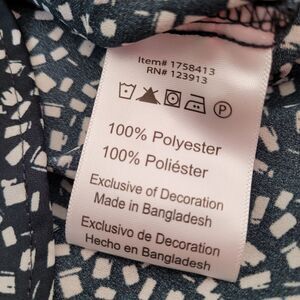 Item# 1758413
RN# 123913
P
100% Polyester
100% Poliéster
Exclusive of Decoration
Made in Bangladesh
Exclusivo de Decoration
Hecho en Bangladesh